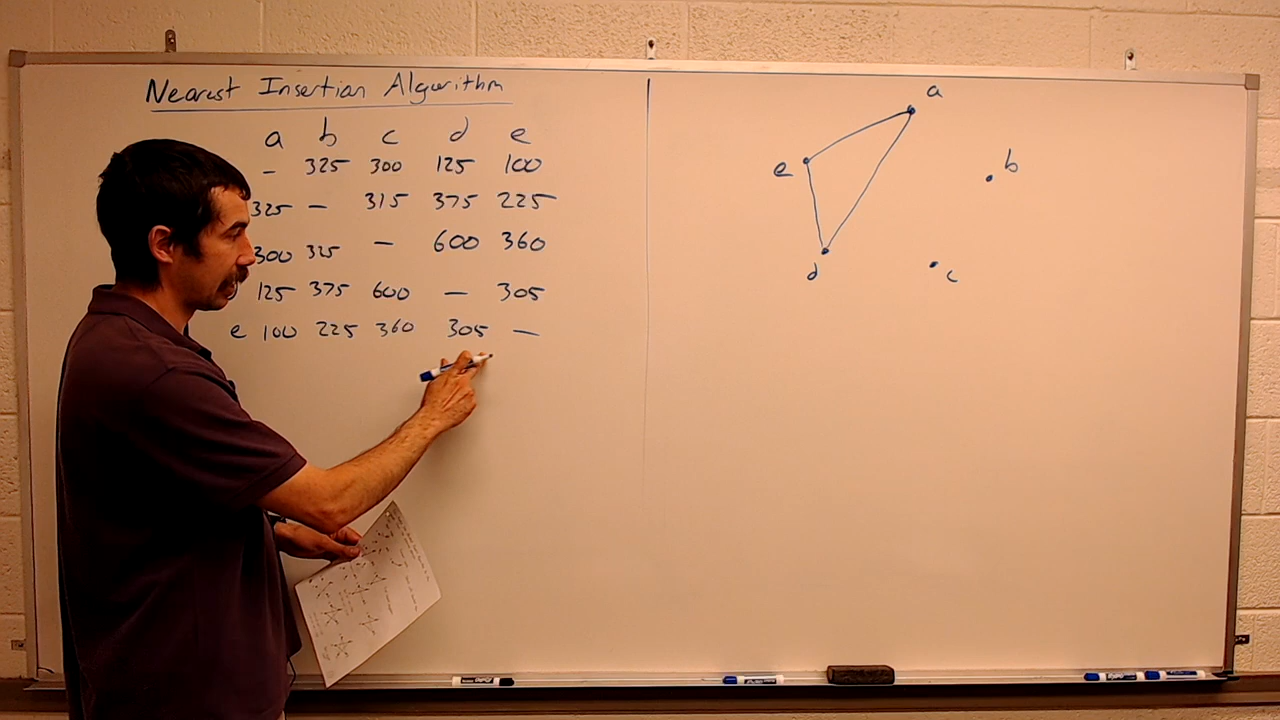 Nearest Insertion Algorithm
a b c d e
- 325 300 125 100
325 - 315 375 225
300 325 - 600 360
125 375 600 - 305
e 100 225 360 305 -
a
b
e
d
c